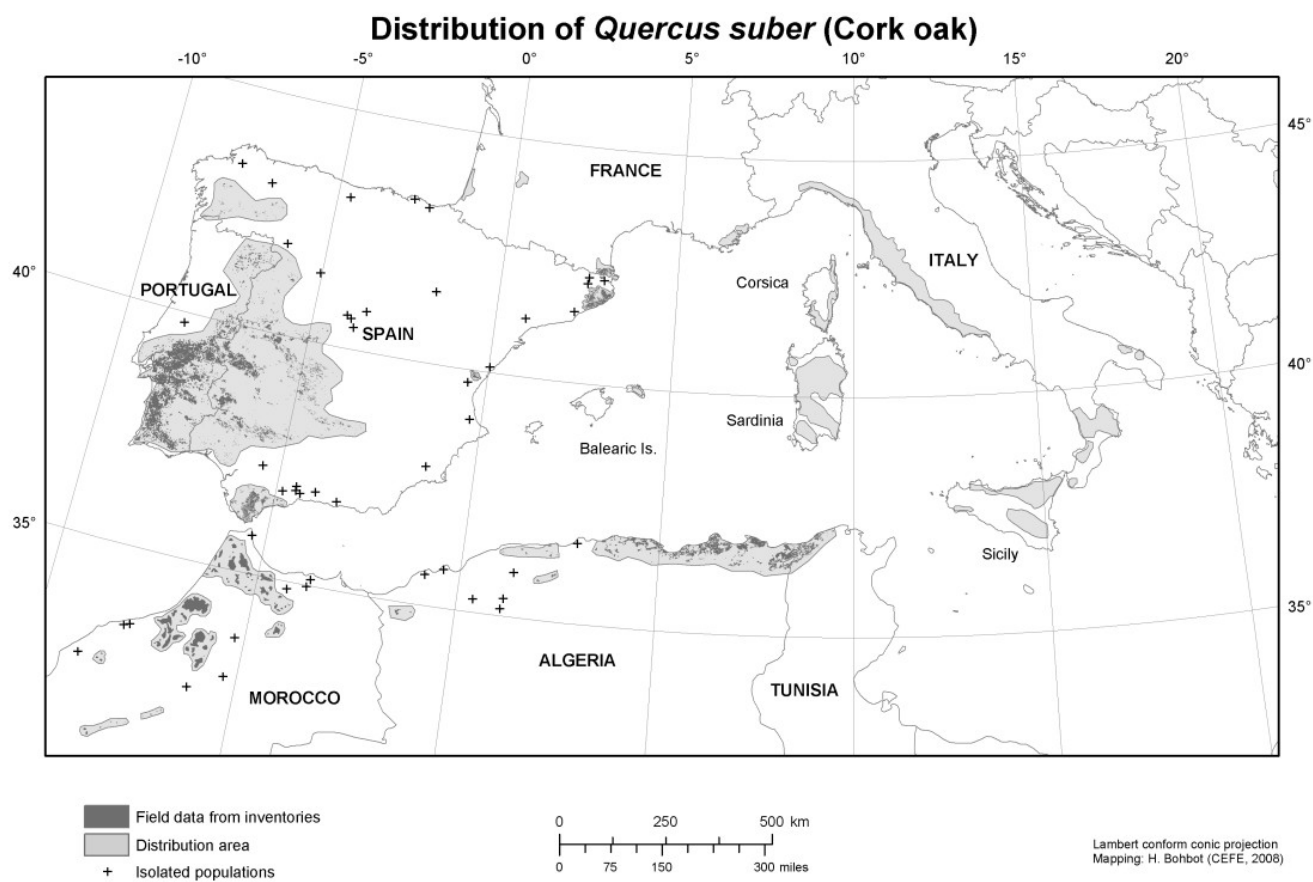 Distribution of Quercus suber (Cork oak)
-10° -5° 0° 5° 10° 15° 20°
45°
FRANCE
40°
PORTUGAL
SPAIN
Corsica
ITALY
40°
Sardinia
Balearic Is.
35°
Sicily
35°
ALGERIA
MOROCCO
TUNISIA
Field data from inventories
Distribution area
Isolated populations
0 250 500 km
0 75 150 300 miles
Lambert conform conic projection
Mapping: H. Bohbot (CEFE, 2008)